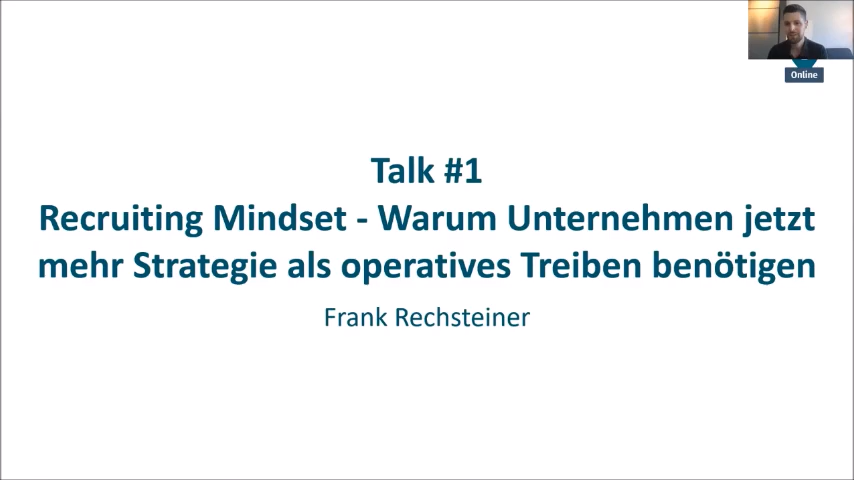 Online
Talk #1
Recruiting Mindset - Warum Unternehmen jetzt
mehr Strategie als operatives Treiben benötigen
Frank Rechsteiner